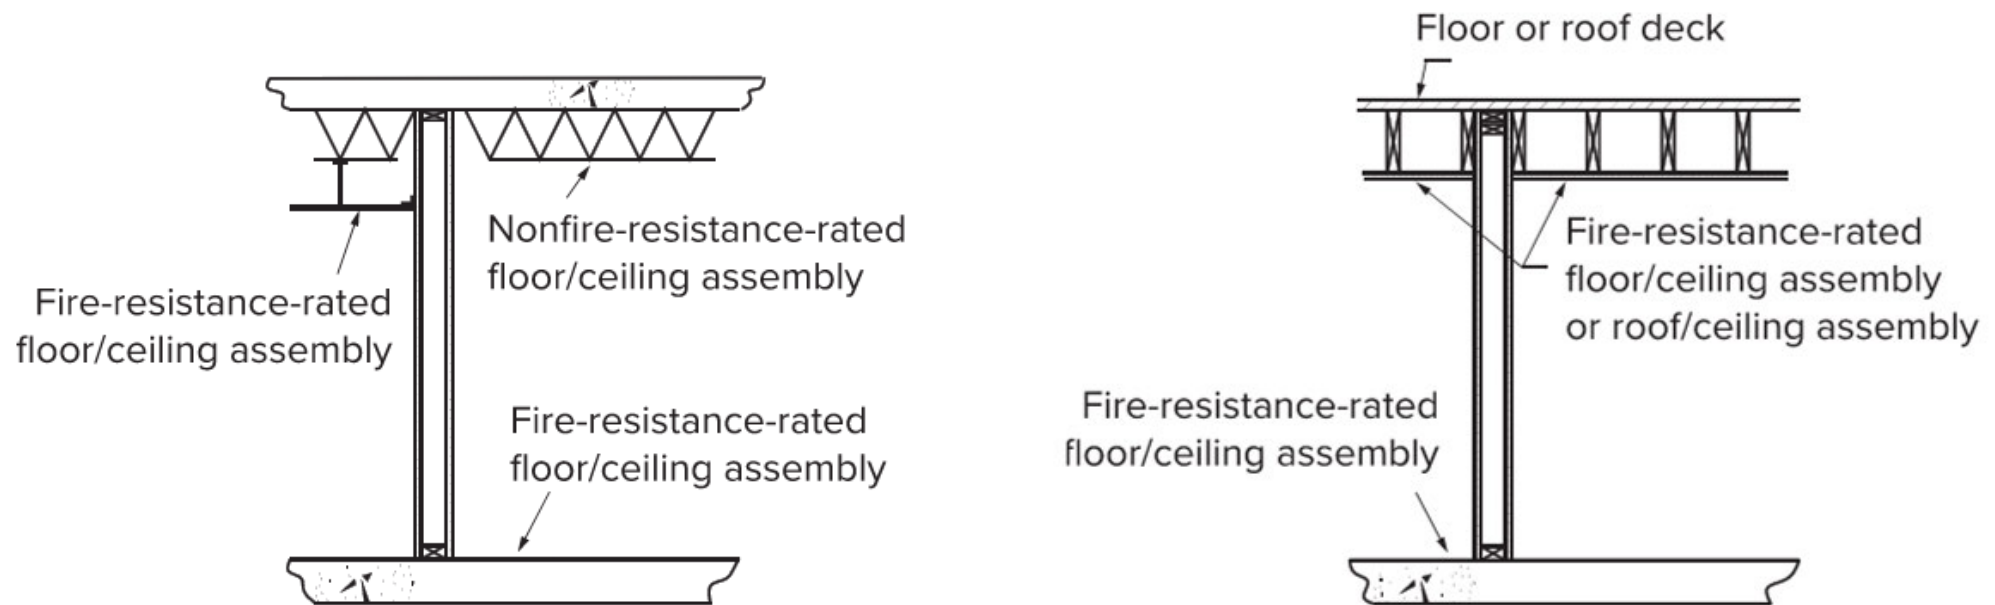 Nonfire-resistance-rated
floor/ceiling assembly
Fire-resistance-rated
floor/ceiling assembly
Fire-resistance-rated
floor/ceiling assembly
Floor or roof deck
Fire-resistance-rated
floor/ceiling assembly
or roof/ceiling assembly
Fire-resistance-rated
floor/ceiling assembly